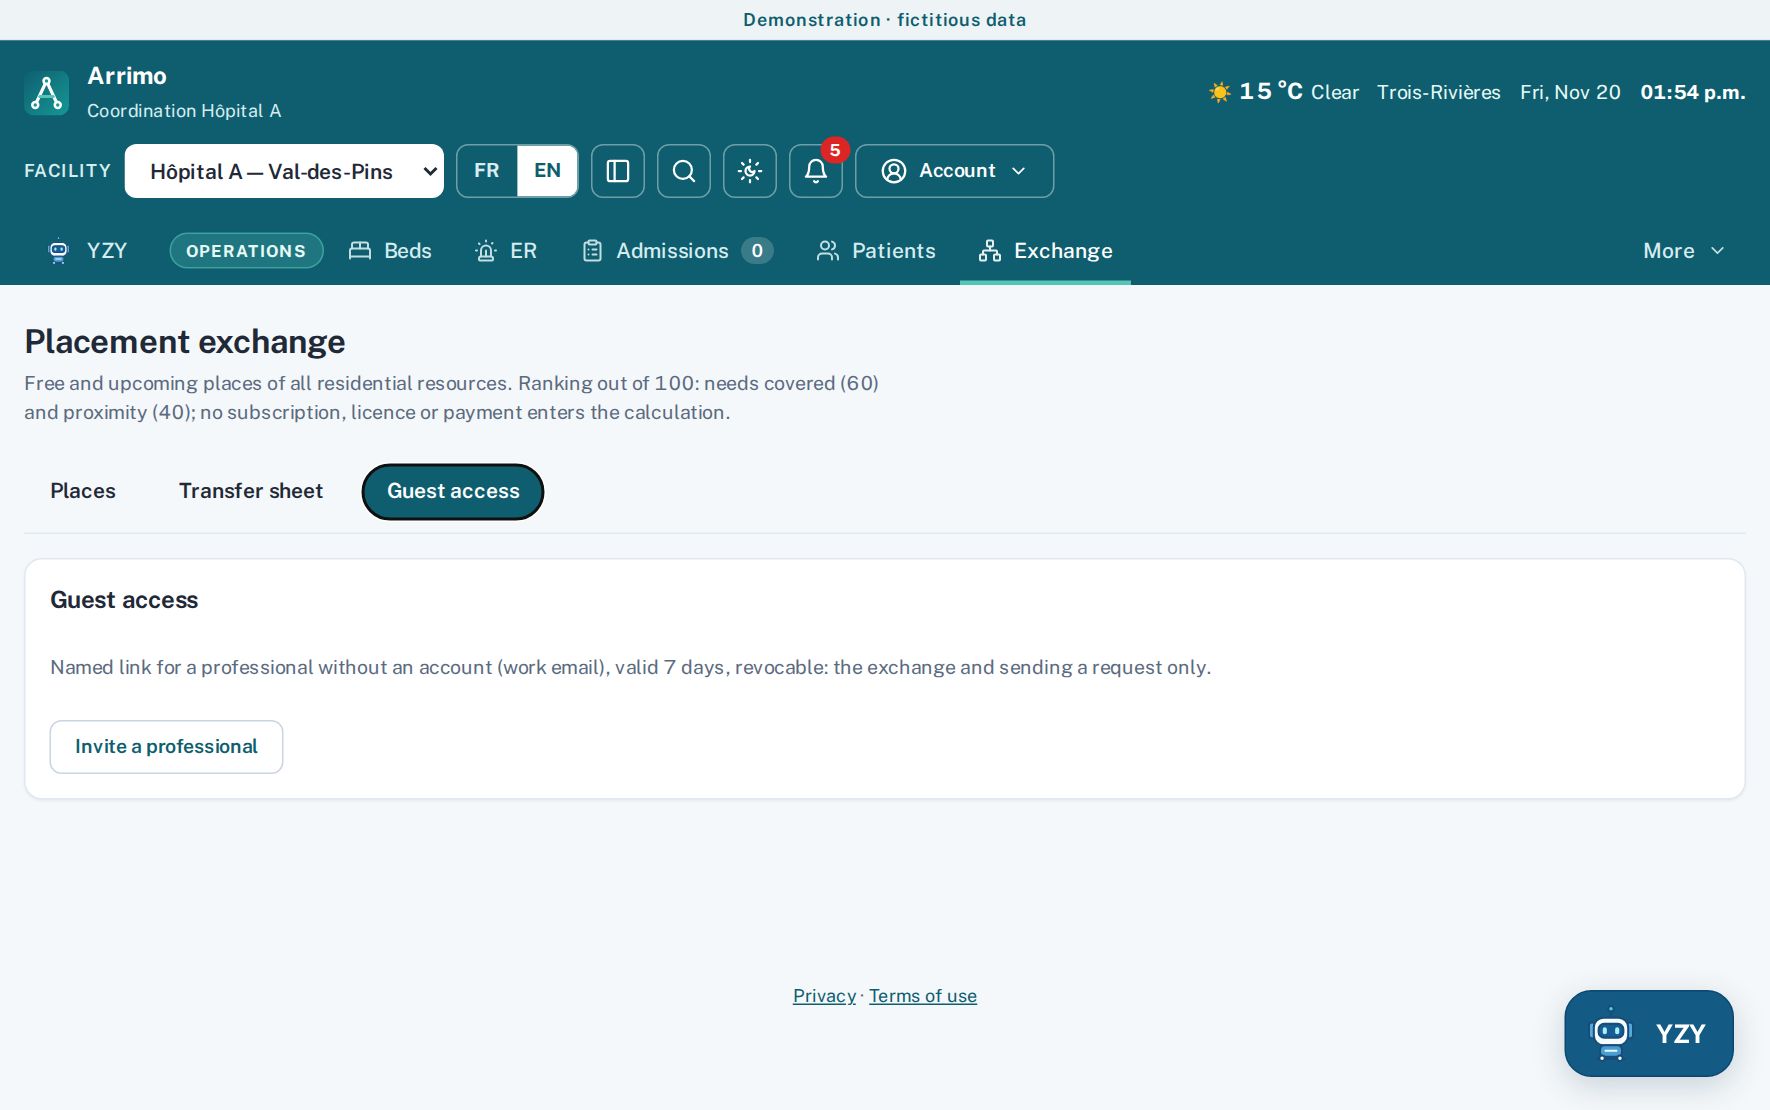 Demonstration · fictitious data
Arrimo
Coordination Hôpital A
☀️ 15 °C Clear Trois-Rivières Fri, Nov 20 01:54 p.m.
FACILITY Hôpital A — Val-des-Pins FR EN 5 Account
YZY OPERATIONS Beds ER Admissions 0 Patients Exchange More
Placement exchange
Free and upcoming places of all residential resources. Ranking out of 100: needs covered (60)
and proximity (40); no subscription, licence or payment enters the calculation.
Places Transfer sheet Guest access
Guest access
Named link for a professional without an account (work email), valid 7 days, revocable: the exchange and sending a request only.
Invite a professional
Privacy · Terms of use
YZY